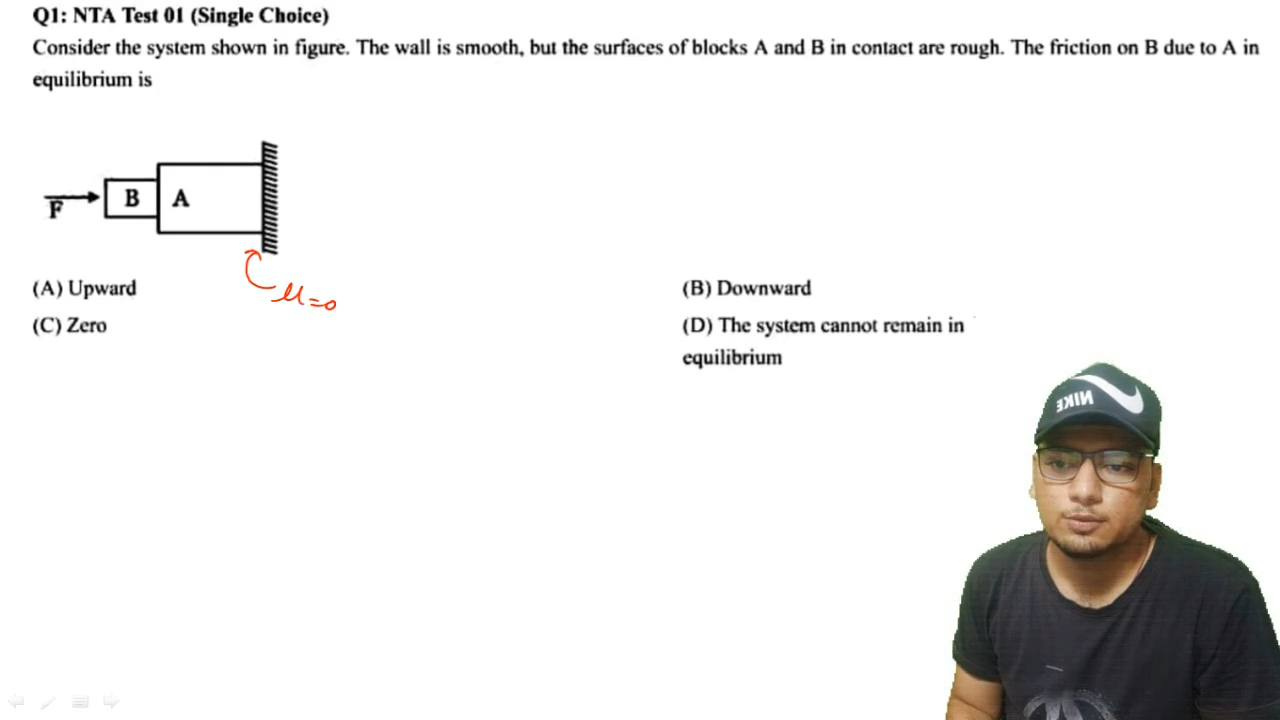 Q1: NTA Test 01 (Single Choice)
Consider the system shown in figure. The wall is smooth, but the surfaces of blocks A and B in contact are rough. The friction on B due to A in
equilibrium is
F
B
A
μ=0
(A) Upward
(B) Downward
(C) Zero
(D) The system cannot remain in
equilibrium
NIKE